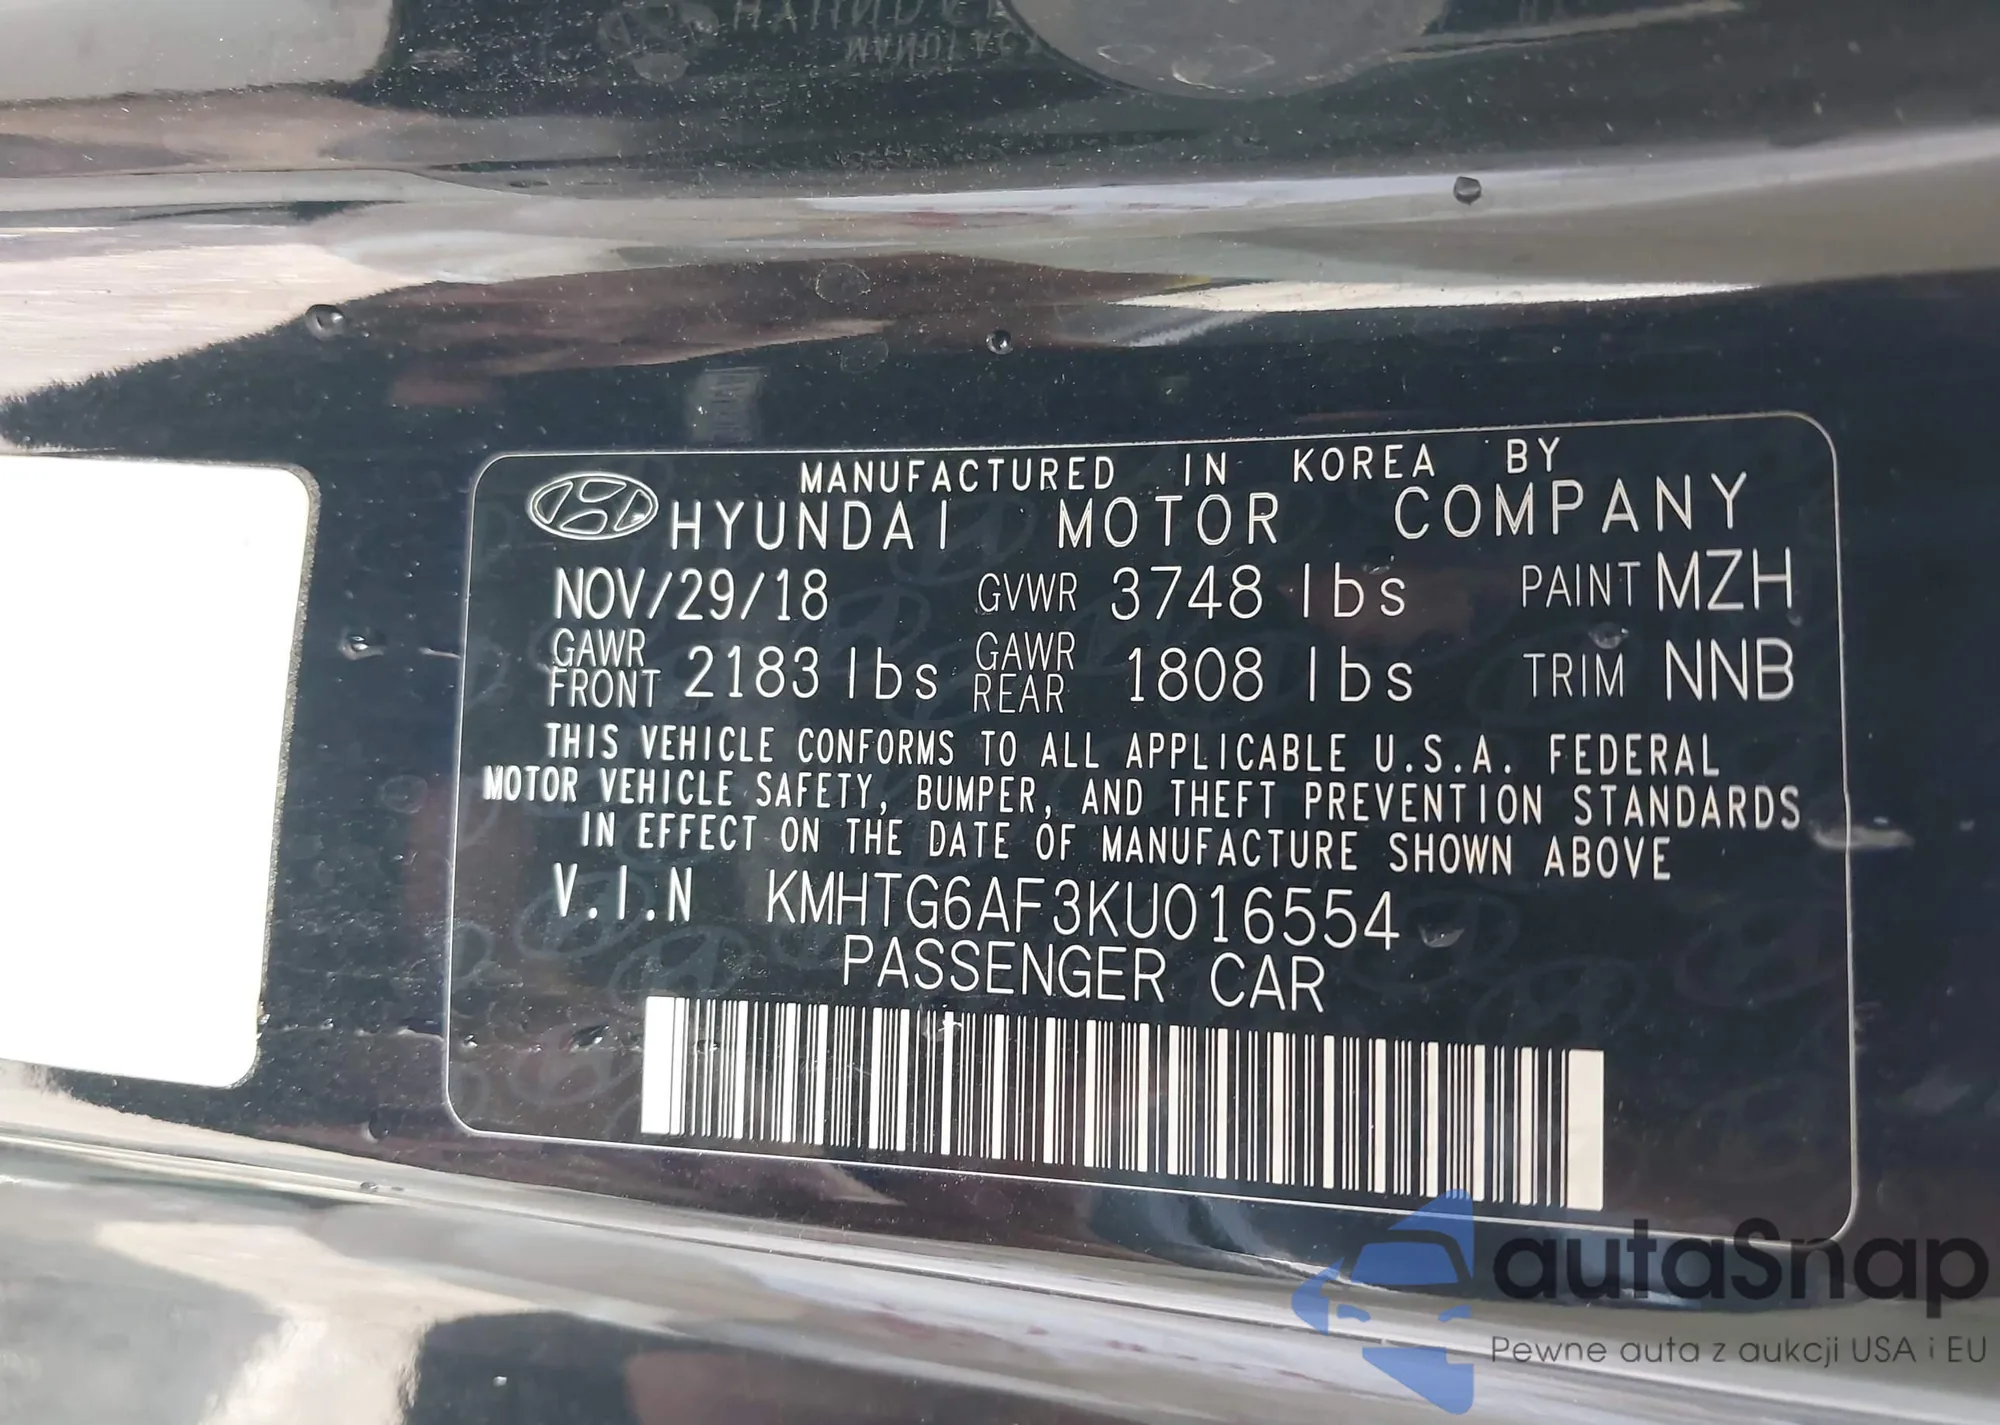 MANUFACTURED IN KOREA BY
HYUNDAI MOTOR COMPANY
NOV/29/18 GVWR 3748 lbs PAINT MZH
GAWR FRONT 2183 lbs GAWR REAR 1808 lbs TRIM NNB
THIS VEHICLE CONFORMS TO ALL APPLICABLE U.S.A. FEDERAL
MOTOR VEHICLE SAFETY, BUMPER, AND THEFT PREVENTION STANDARDS
IN EFFECT ON THE DATE OF MANUFACTURE SHOWN ABOVE
V.I.N KMHTG6AF3KU016554
PASSENGER CAR
autaSnap
Pewne auta z aukcji USA i EU